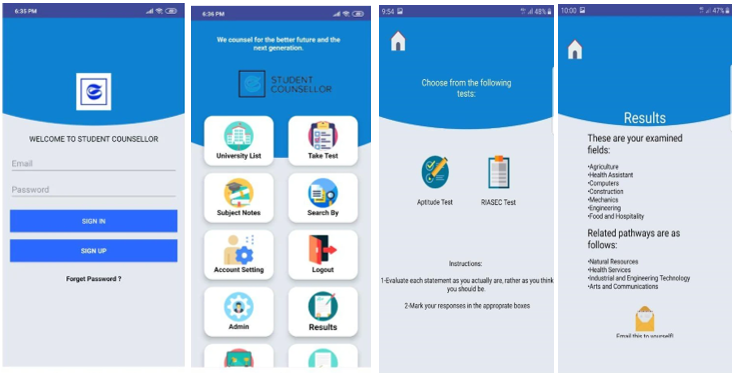 6:35 PM
WELCOME TO STUDENT COUNSELLOR
Email
Password
SIGN IN
SIGN UP
Forget Password ?
6:36 PM
We counsel for the better future and the
next generation.
STUDENT
COUNSELLOR
University List
Take Test
Subject Notes
Search By
Account Setting
Logout
Admin
Results
9:54
48%
Choose from the following
tests:
Aptitude Test
RIASEC Test
Instructions:
1-Evaluate each statement as you actually are, rather as you think
you should be.
2-Mark your responses in the approprate boxes
10:00
47%
Results
These are your examined
fields:
•Agriculture
•Health Assistant
•Computers
•Construction
•Mechanics
•Engineering
•Food and Hospitality
Related pathways are as
follows:
•Natural Resources
•Health Services
•Industrial and Engineering Technology
•Arts and Communications
Email this to yourself!